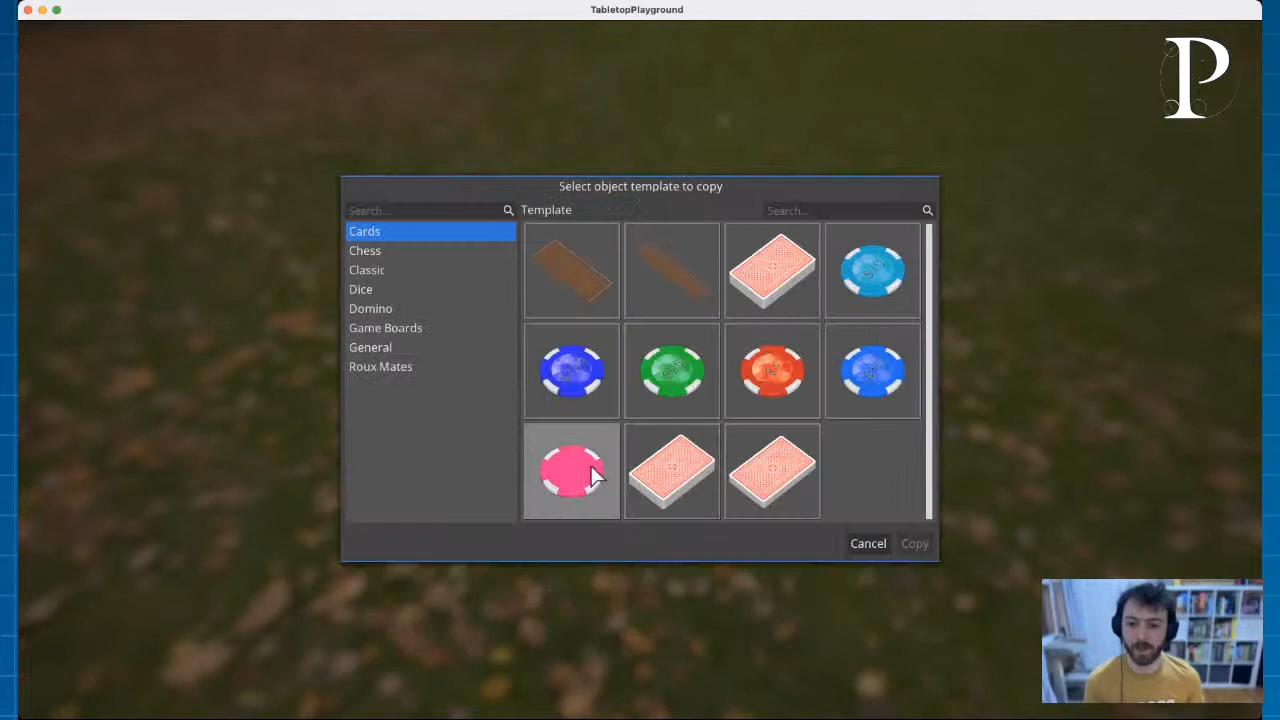 TabletopPlayground
P
Select object template to copy
Search...
Template
Search...
Cards
Chess
Classic
Dice
Domino
Game Boards
General
Roux Mates
Cancel
Copy